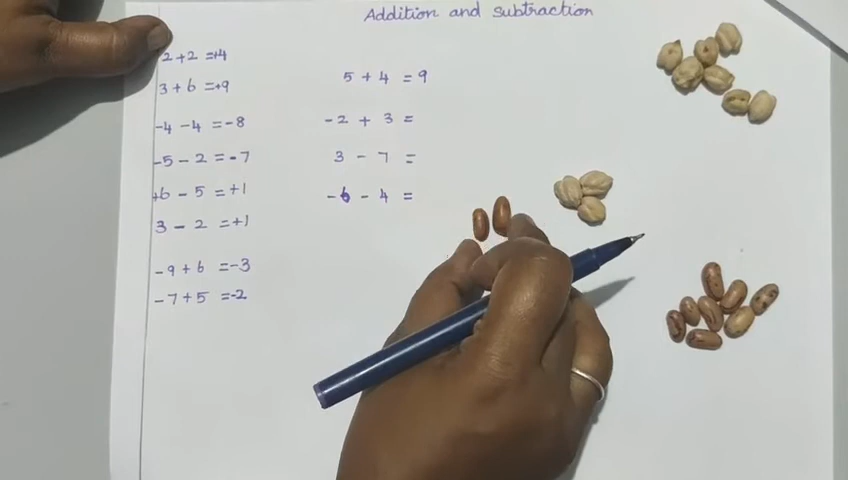 Addition and subtraction
2 + 2 = +4
3 + 6 = +9
-4 - 4 = -8
-5 - 2 = -7
+6 - 5 = +1
3 - 2 = +1
-9 + 6 = -3
-7 + 5 = -2
5 + 4 = 9
-2 + 3 =
3 - 7 =
-6 - 4 =